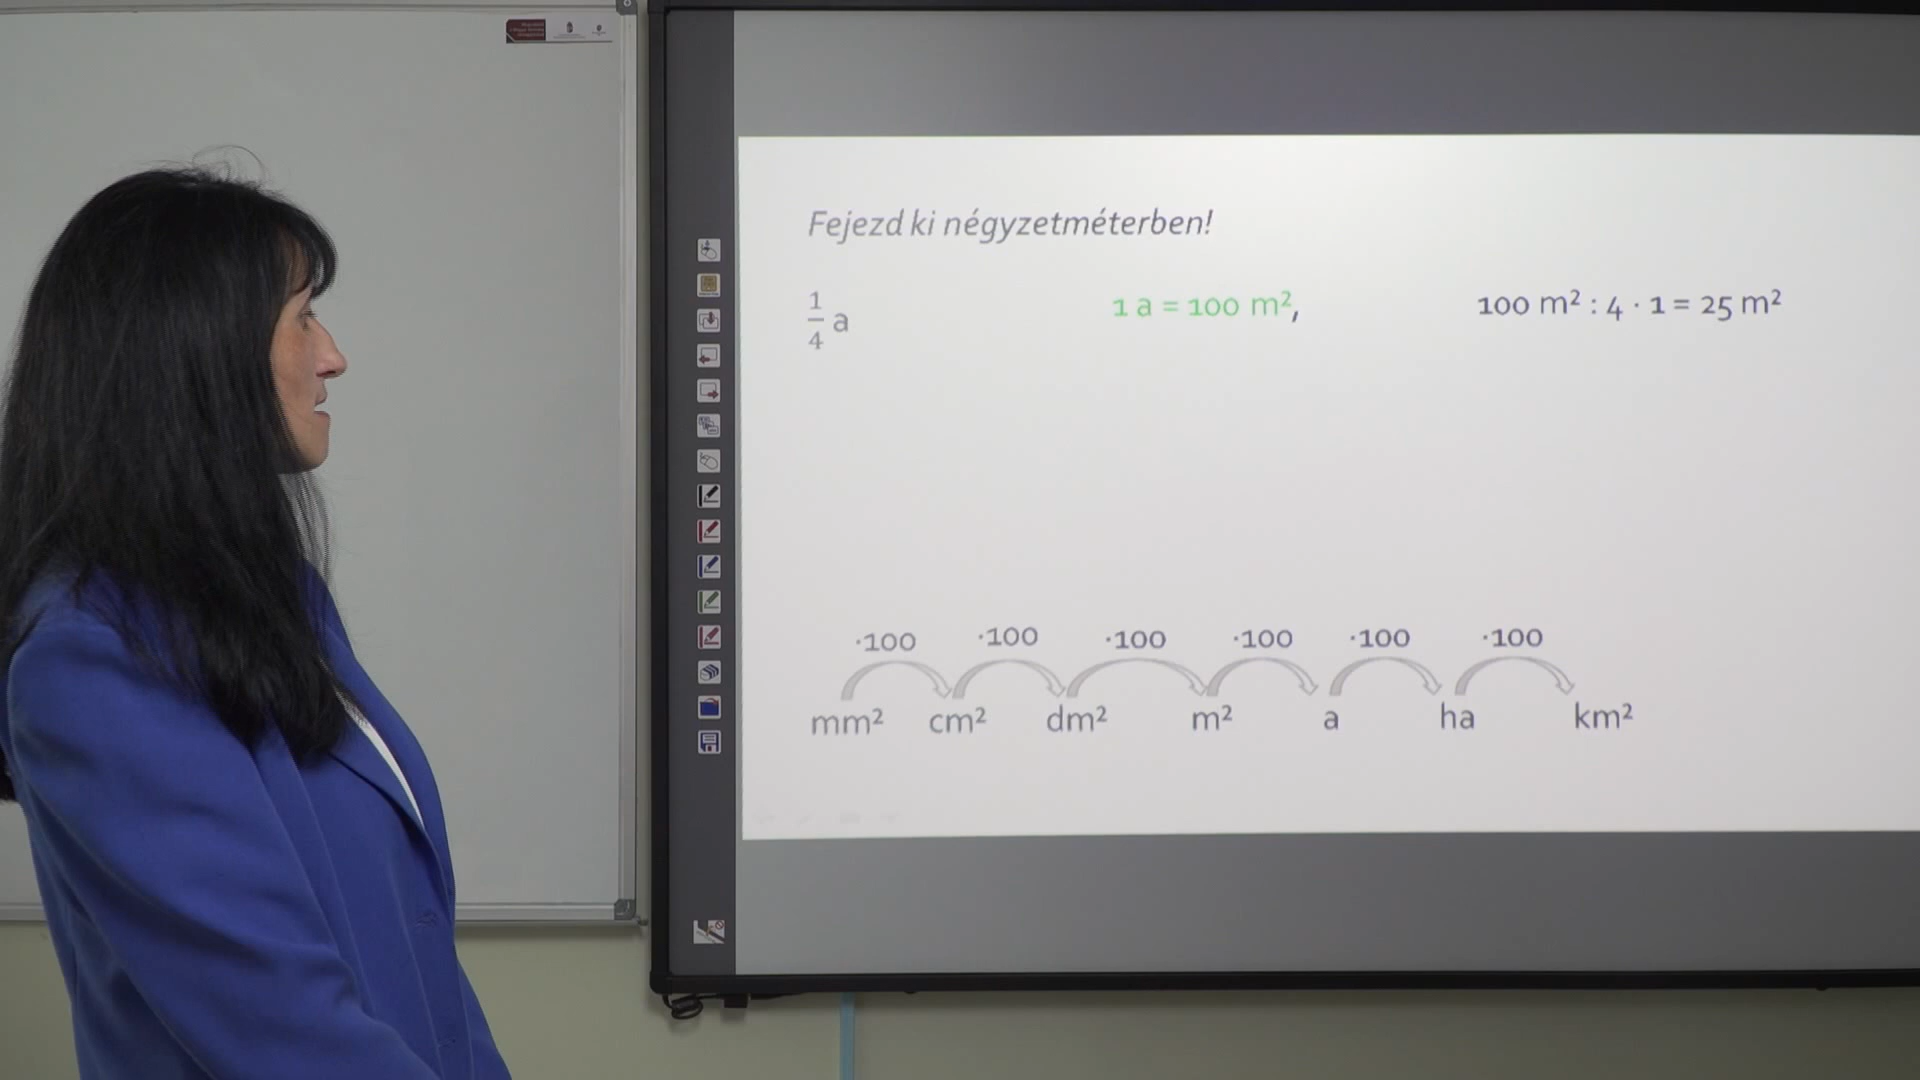 Fejezd ki négyzetméterben!
1/4 a
1 a = 100 m²,
100 m² : 4 · 1 = 25 m²
·100 ·100 ·100 ·100 ·100 ·100
mm² cm² dm² m² a ha km²